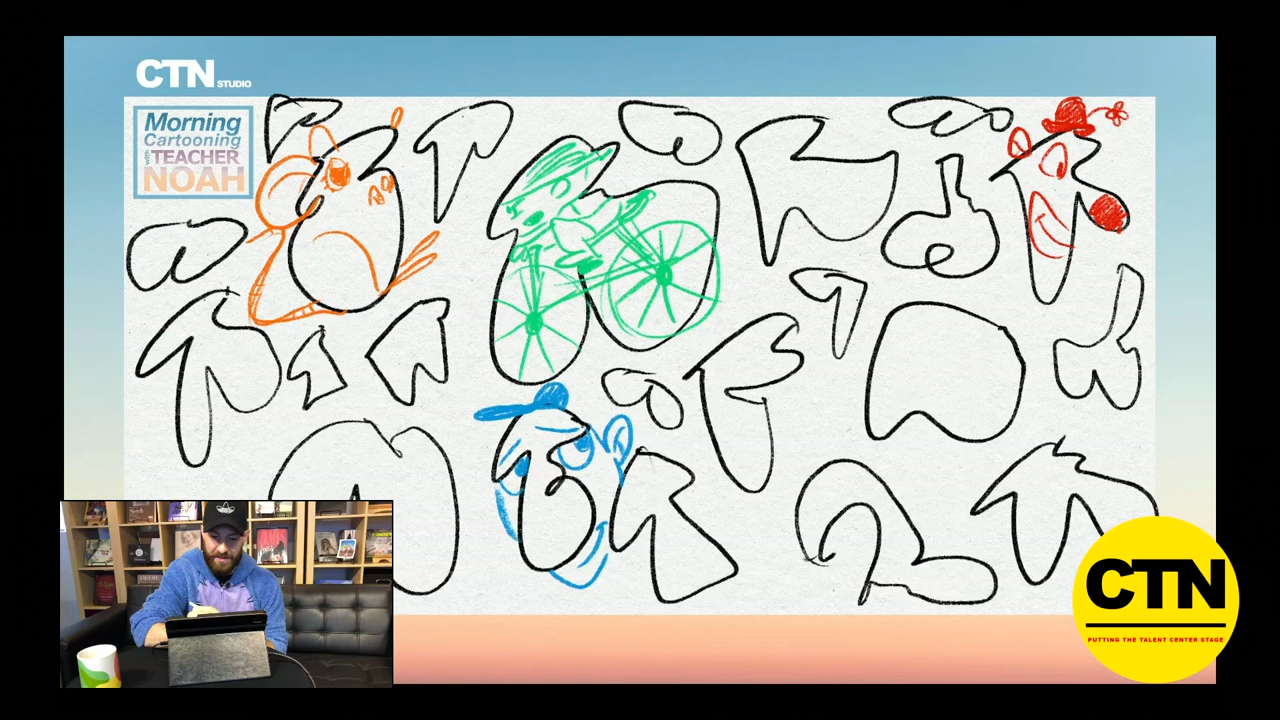 CTN STUDIO
Morning
Cartooning
with TEACHER
NOAH
CTN
PUTTING THE TALENT CENTER STAGE